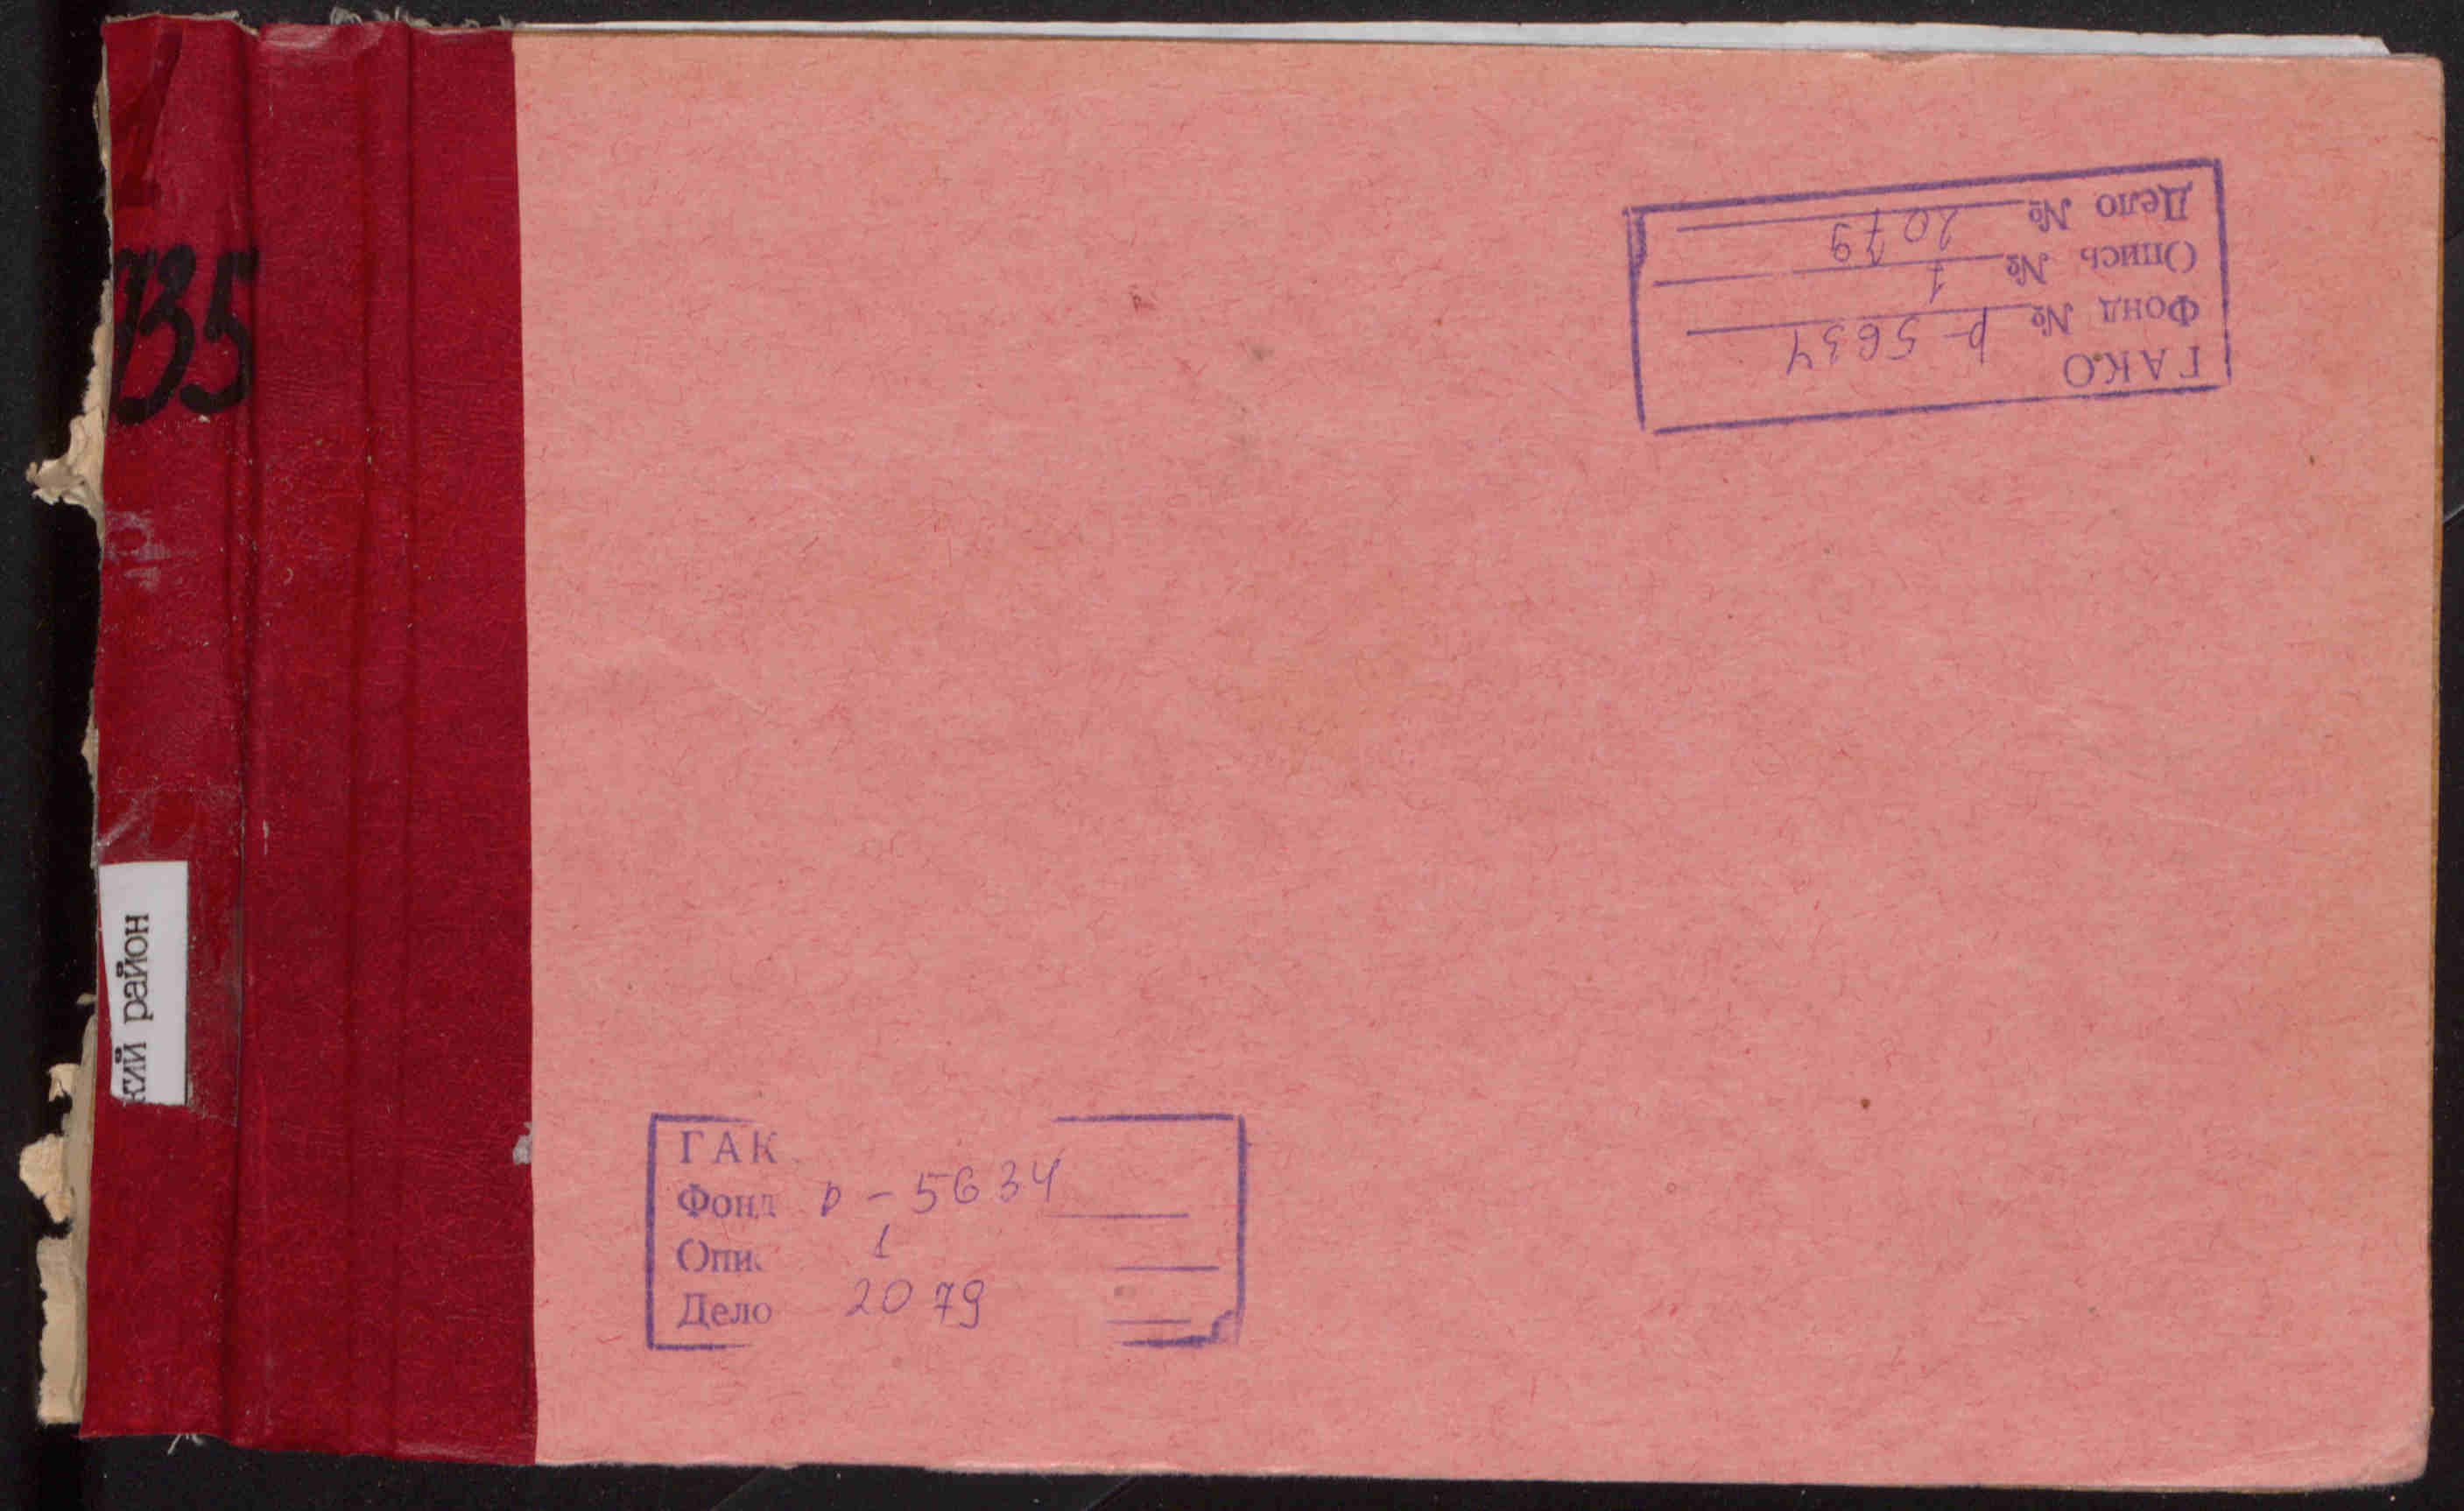 735
кий район
ГАКО
Фонд № р-5634
Опись № 1
Дело № 2079
ГАК
Фонд р-5634
Опи 1
Дело 2079